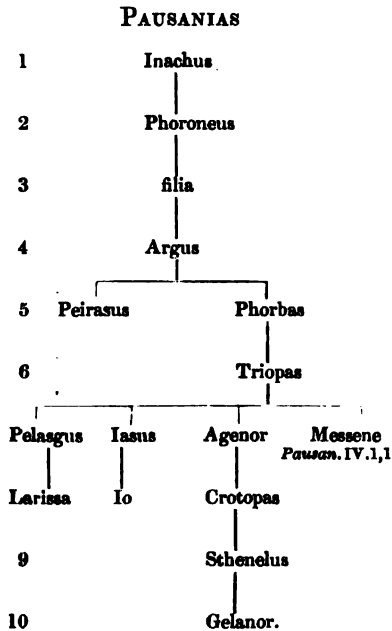 PAUSANIAS
1 Inachus
2 Phoroneus
3 filia
4 Argus
5 Peirasus Phorbas
6 Triopas
Pelasgus Iasus Agenor Messene
Pausan. IV.1,1
Larissa Io Crotopas
9 Sthenelus
10 Gelanor.